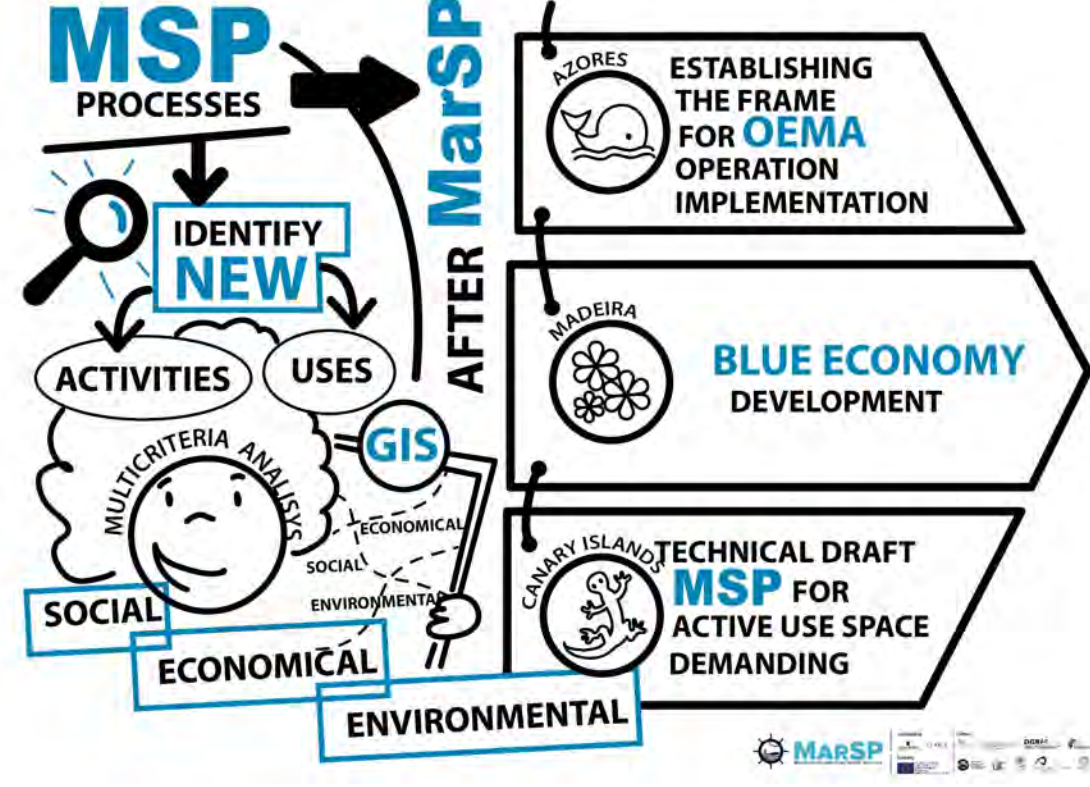 MSP
PROCESSES
IDENTIFY
NEW
ACTIVITIES
USES
MULTICRITERIA ANALISYS
GIS
ECONOMICAL
SOCIAL
ENVIRONMENTAL
SOCIAL
ECONOMICAL
ENVIRONMENTAL
AFTER MarSP
AZORES
ESTABLISHING
THE FRAME
FOR OEMA
OPERATION
IMPLEMENTATION
MADEIRA
BLUE ECONOMY
DEVELOPMENT
CANARY ISLANDS
TECHNICAL DRAFT
MSP FOR
ACTIVE USE SPACE
DEMANDING
MARSP